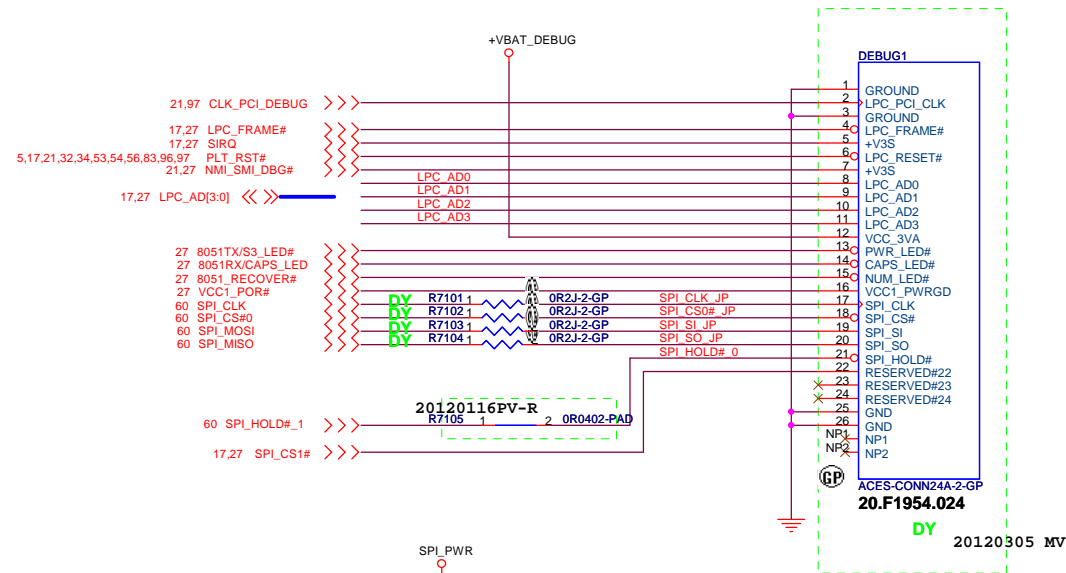 +VBAT_DEBUG
DEBUG1
21,97 CLK_PCI_DEBUG
17,27 LPC_FRAME#
17,27 SIRQ
5,17,21,32,34,53,54,56,83,96,97 PLT_RST#
21,27 NMI_SMI_DBG#
17,27 LPC_AD[3:0]
LPC_AD0
LPC_AD1
LPC_AD2
LPC_AD3
27 8051TX/S3_LED#
27 8051RX/CAPS_LED
27 8051_RECOVER#
27 VCC1_POR#
60 SPI_CLK DY R7101 1 0R2J-2-GP SPI_CLK_JP
60 SPI_CS#0 DY R7102 1 0R2J-2-GP SPI_CS0#_JP
60 SPI_MOSI DY R7103 1 0R2J-2-GP SPI_SI_JP
60 SPI_MISO DY R7104 1 0R2J-2-GP SPI_SO_JP
SPI_HOLD#_0
20120116PV-R
60 SPI_HOLD#_1 R7105 1 2 0R0402-PAD
17,27 SPI_CS1#
1 GROUND
2 LPC_PCI_CLK
3 GROUND
4 LPC_FRAME#
5 +V3S
6 LPC_RESET#
7 +V3S
8 LPC_AD0
9 LPC_AD1
10 LPC_AD2
11 LPC_AD3
12 VCC_3VA
13 PWR_LED#
14 CAPS_LED#
15 NUM_LED#
16 VCC1_PWRGD
17 SPI_CLK
18 SPI_CS#
19 SPI_SI
20 SPI_SO
21 SPI_HOLD#
22 RESERVED#22
23 RESERVED#23
24 RESERVED#24
25 GND
26 GND
NP1 NP1
NP2 NP2
GP
ACES-CONN24A-2-GP
20.F1954.024
DY
20120305 MV
SPI_PWR